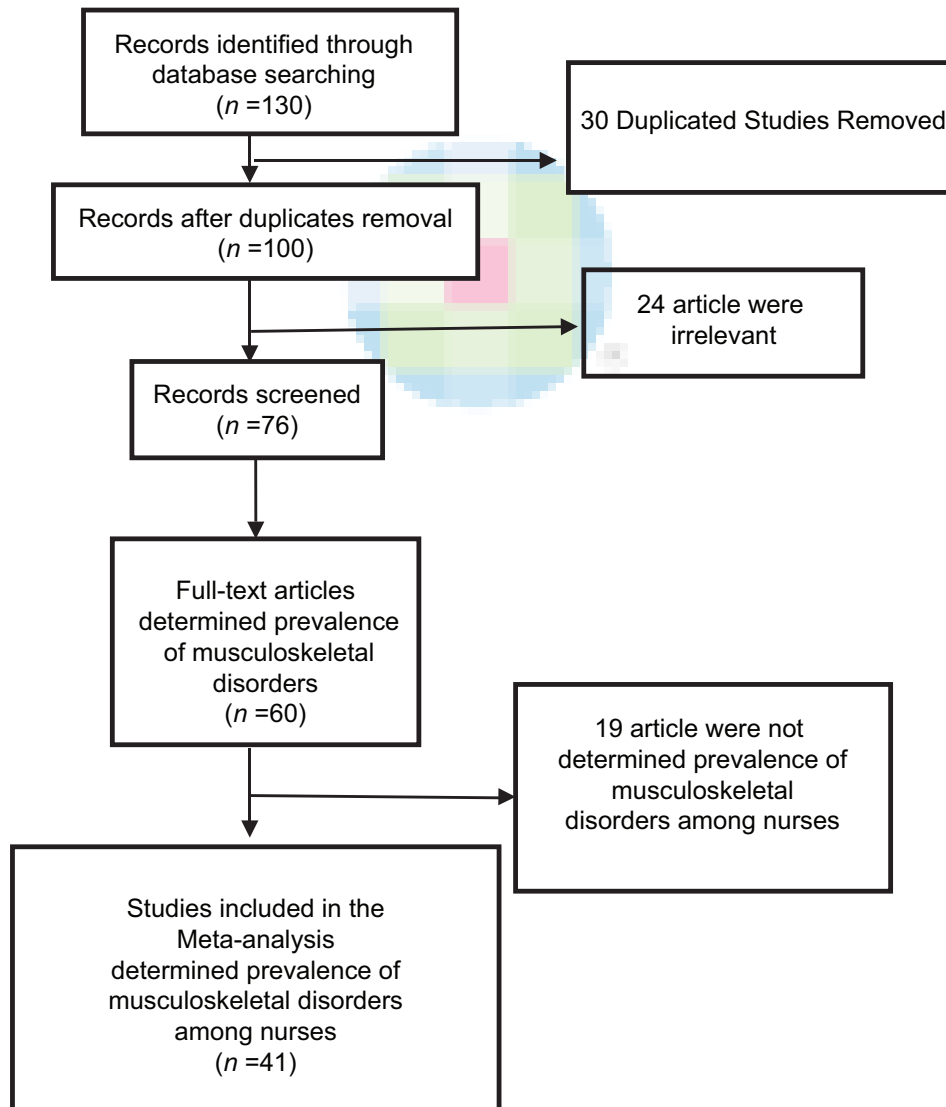 Records identified through
database searching
(n =130)
30 Duplicated Studies Removed
Records after duplicates removal
(n =100)
24 article were
irrelevant
Records screened
(n =76)
Full-text articles
determined prevalence
of musculoskeletal
disorders
(n =60)
19 article were not
determined prevalence of
musculoskeletal
disorders among nurses
Studies included in the
Meta-analysis
determined prevalence of
musculoskeletal disorders
among nurses
(n =41)